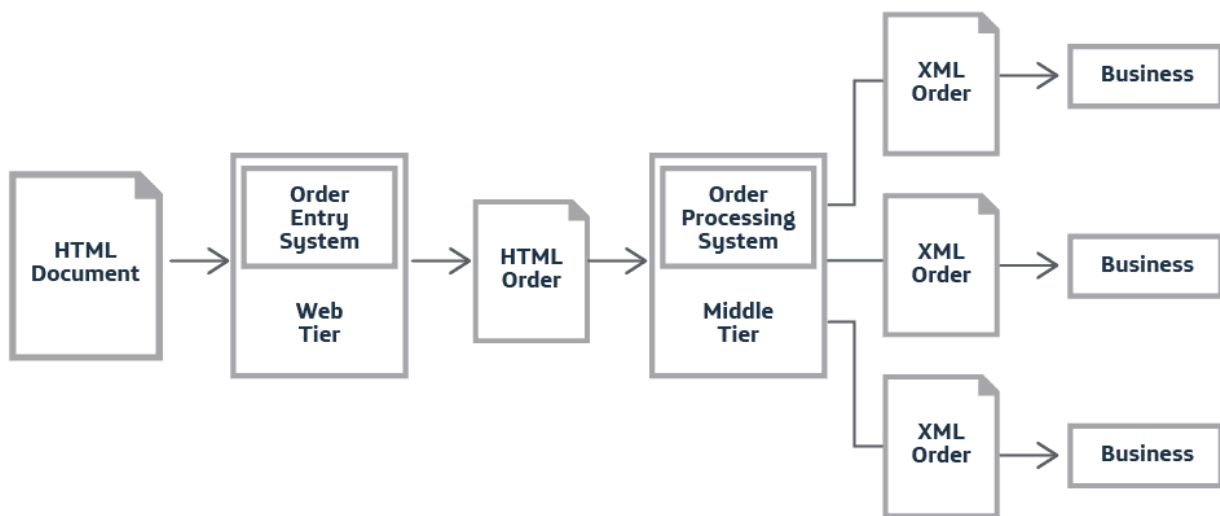 HTML
Document
Order
Entry
System
Web
Tier
HTML
Order
Order
Processing
System
Middle
Tier
XML
Order
Business
XML
Order
Business
XML
Order
Business